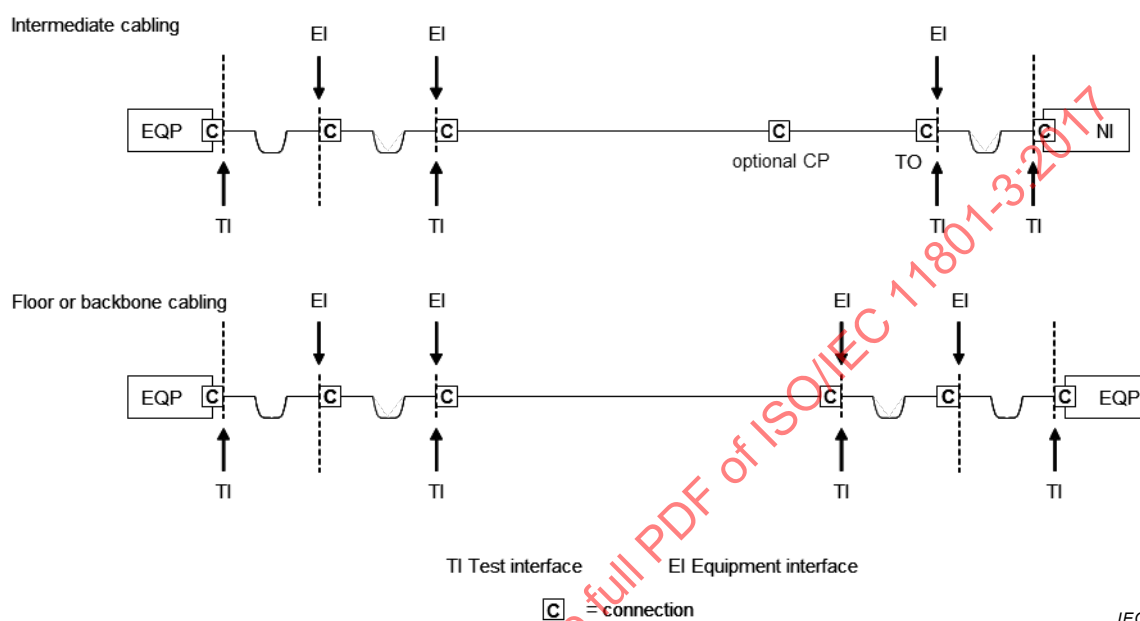 Intermediate cabling
EI EI EI
EQP C C C C C C NI
optional CP TO
TI TI TI TI
Floor or backbone cabling
EI EI EI EI
EQP C C C C C C EQP
TI TI TI TI
TI Test interface EI Equipment interface
C = connection
IEC
full PDF of ISO/IEC 11801-3:2017